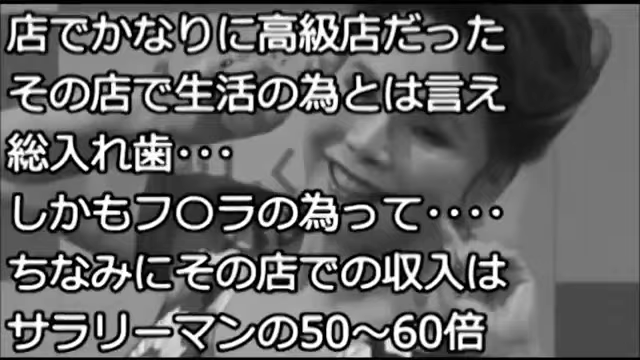 店でかなりに高級店だった
その店で生活の為とは言え
総入れ歯･･･
しかもフ〇ラの為って････
ちなみにその店での収入は
サラリーマンの50～60倍